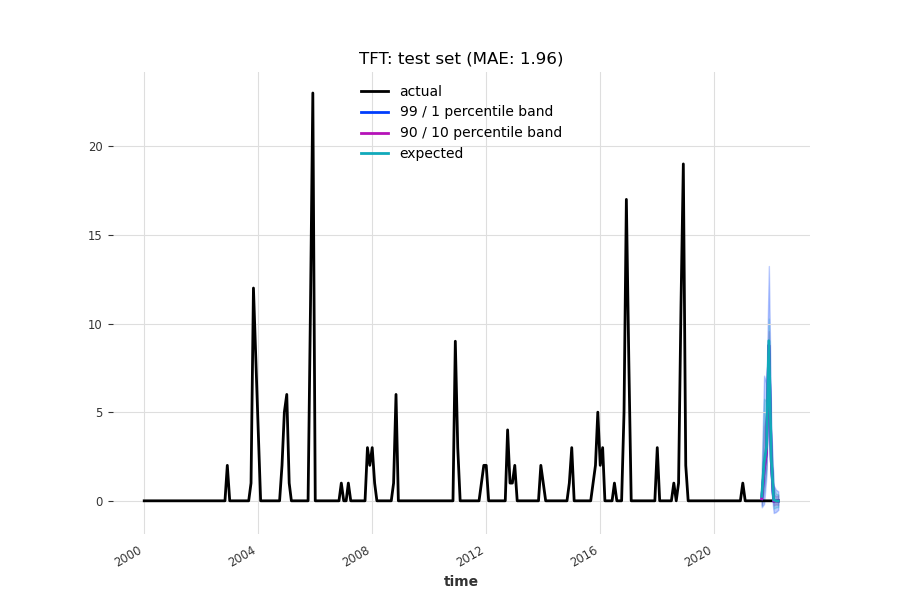 TFT: test set (MAE: 1.96)
actual
99 / 1 percentile band
90 / 10 percentile band
expected
20
15
10
5
0
2000
2004
2008
2012
2016
2020
time